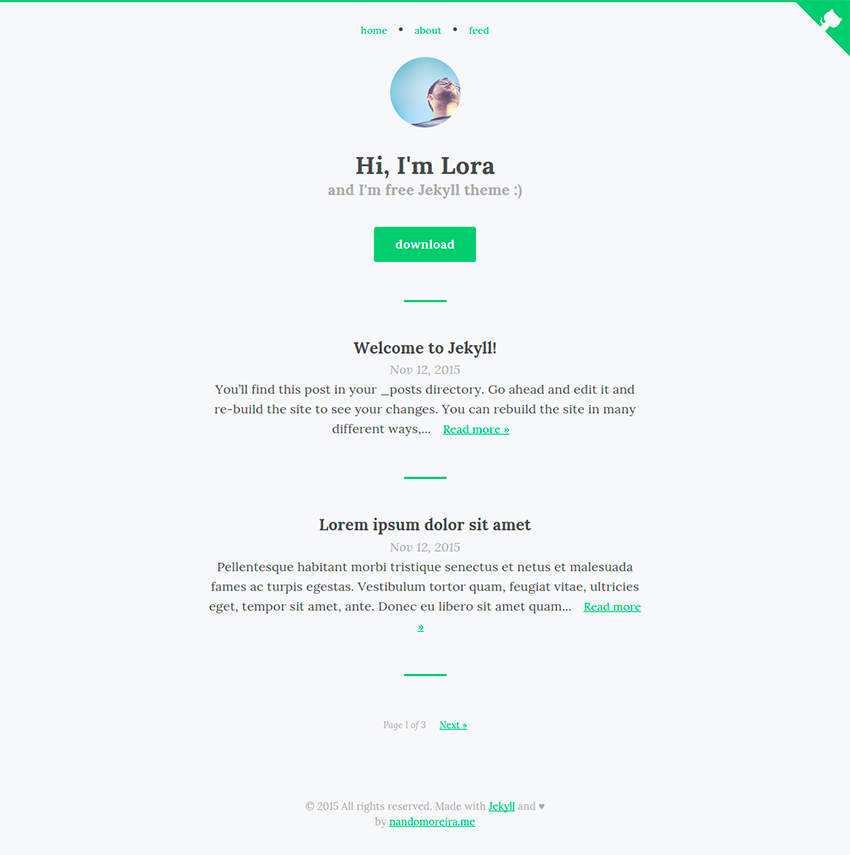 home • about • feed
Hi, I'm Lora
and I'm free Jekyll theme :)
download
Welcome to Jekyll!
Nov 12, 2015
You’ll find this post in your _posts directory. Go ahead and edit it and
re-build the site to see your changes. You can rebuild the site in many
different ways,... Read more »
Lorem ipsum dolor sit amet
Nov 12, 2015
Pellentesque habitant morbi tristique senectus et netus et malesuada
fames ac turpis egestas. Vestibulum tortor quam, feugiat vitae, ultricies
eget, tempor sit amet, ante. Donec eu libero sit amet quam... Read more
»
Page 1 of 3 Next »
© 2015 All rights reserved. Made with Jekyll and ♥
by nandomoreira.me